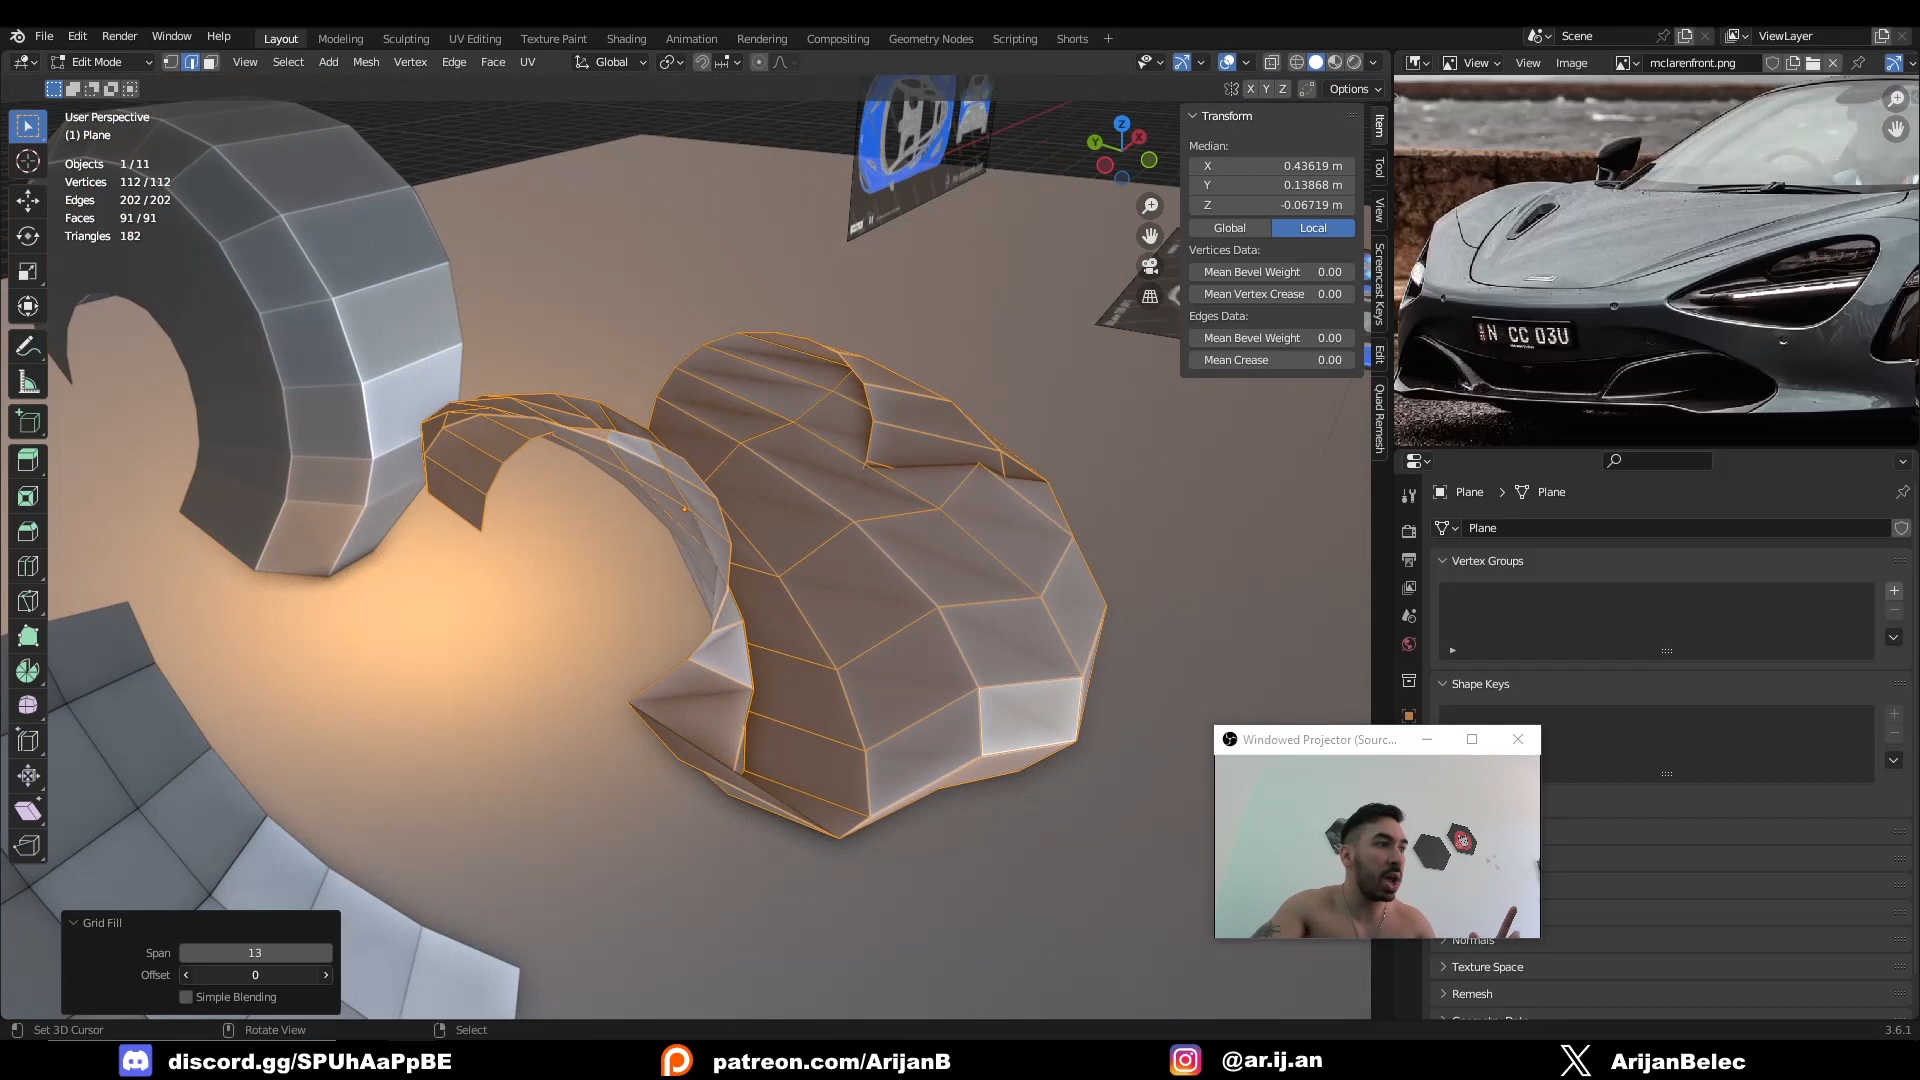 File Edit Render Window Help
Layout Modeling Sculpting UV Editing Texture Paint Shading Animation Rendering Compositing Geometry Nodes Scripting Shorts +
Scene
ViewLayer
Edit Mode
View Select Add Mesh Vertex Edge Face UV
Global
View
View Image
mclarenfront.png
X Y Z
Options
User Perspective
(1) Plane
Objects 1 / 11
Vertices 112 / 112
Edges 202 / 202
Faces 91 / 91
Triangles 182
Z
Y
X
Transform
Median:
X 0.43619 m
Y 0.13868 m
Z -0.06719 m
Global Local
Vertices Data:
Mean Bevel Weight 0.00
Mean Vertex Crease 0.00
Edges Data:
Mean Bevel Weight 0.00
Mean Crease 0.00
Item
Tool
View
Screencast Keys
Edit
Quad Remesh
N CC 03U
Plane > Plane
Plane
Vertex Groups
Shape Keys
Windowed Projector (Sourc...
Normals
Texture Space
Remesh
Grid Fill
Span 13
Offset 0
Simple Blending
Set 3D Cursor
Rotate View
Select
3.6.1
discord.gg/SPUhAaPpBE
patreon.com/ArijanB
@ar.ij.an
ArijanBelec